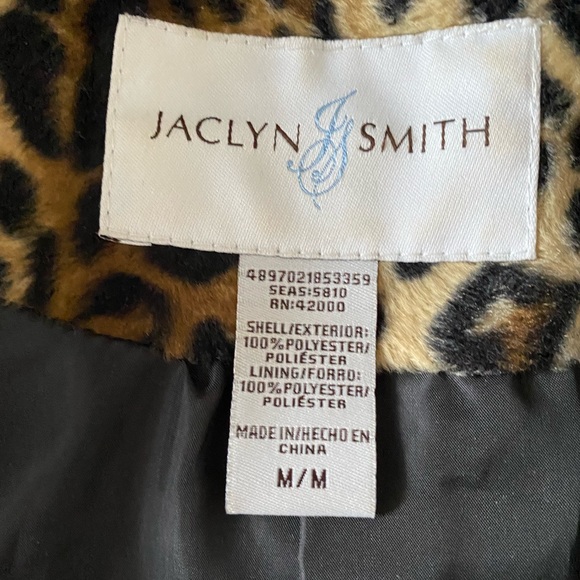 JACLYN JS SMITH
4897021853359
SEAS:5810
RN:42000
SHELL/EXTERIOR:
100%POLYESTER/
POLIÉSTER
LINING/FORRO:
100%POLYESTER/
POLIÉSTER
MADE IN/HECHO EN
CHINA
M/M